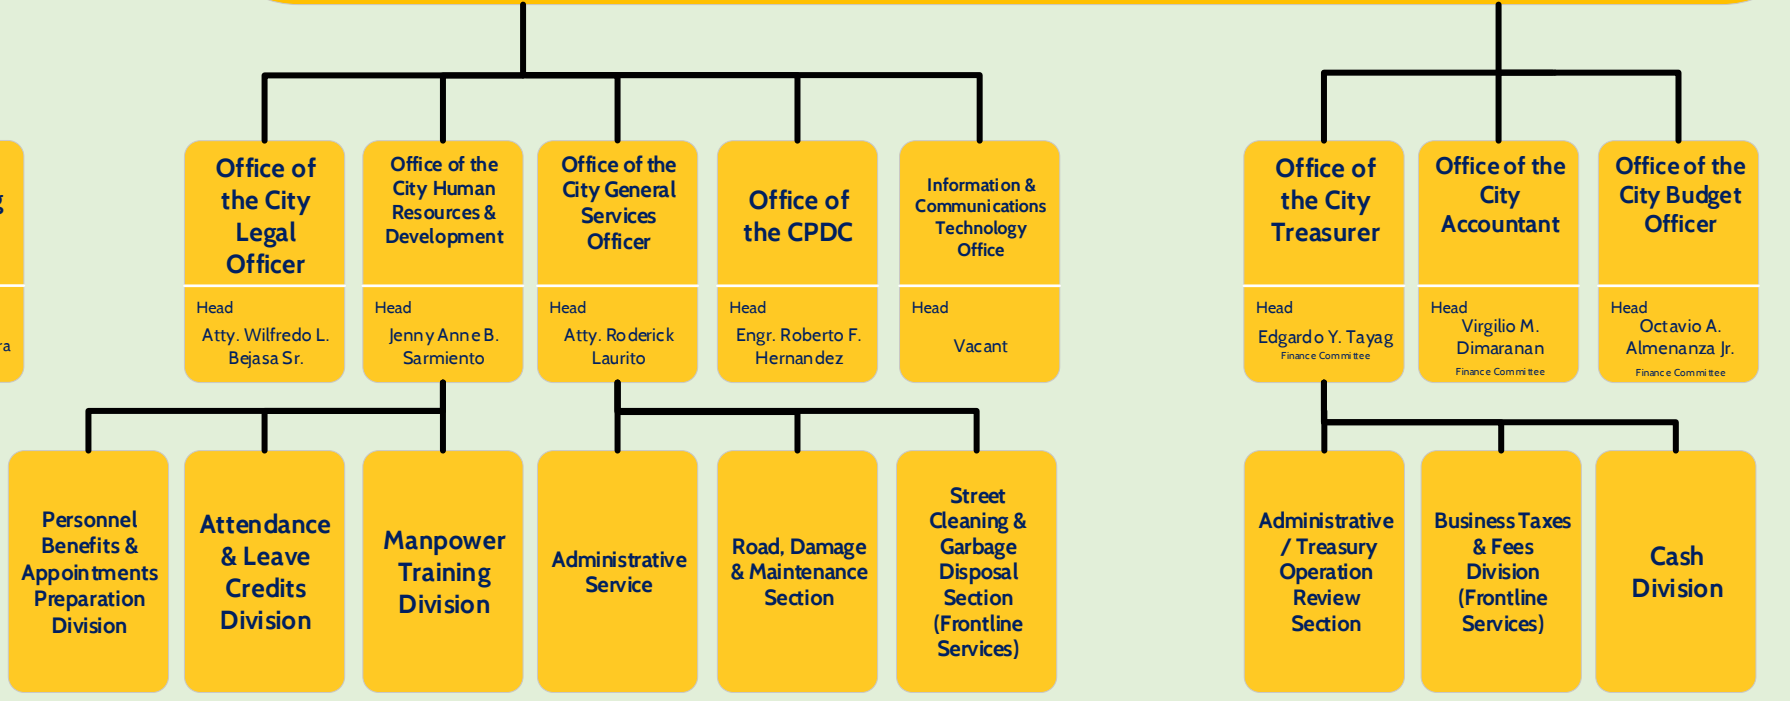 Office of
the City
Legal
Officer
Head
Atty. Wilfredo L.
Bejasa Sr.
Office of the
City Human
Resources &
Development
Head
Jenny Anne B.
Sarmiento
Office of the
City General
Services
Officer
Head
Atty. Roderick
Laurito
Office of
the CPDC
Head
Engr. Roberto F.
Hernandez
Information &
Communications
Technology
Office
Head
Vacant
Office of
the City
Treasurer
Head
Edgardo Y. Tayag
Finance Committee
Office of the
City
Accountant
Head
Virgilio M.
Dimaranan
Finance Committee
Office of the
City Budget
Officer
Head
Octavio A.
Almenanza Jr.
Finance Committee
Personnel
Benefits &
Appointments
Preparation
Division
Attendance
& Leave
Credits
Division
Manpower
Training
Division
Administrative
Service
Road, Damage
& Maintenance
Section
Street
Cleaning &
Garbage
Disposal
Section
(Frontline
Services)
Administrative
/ Treasury
Operation
Review
Section
Business Taxes
& Fees
Division
(Frontline
Services)
Cash
Division